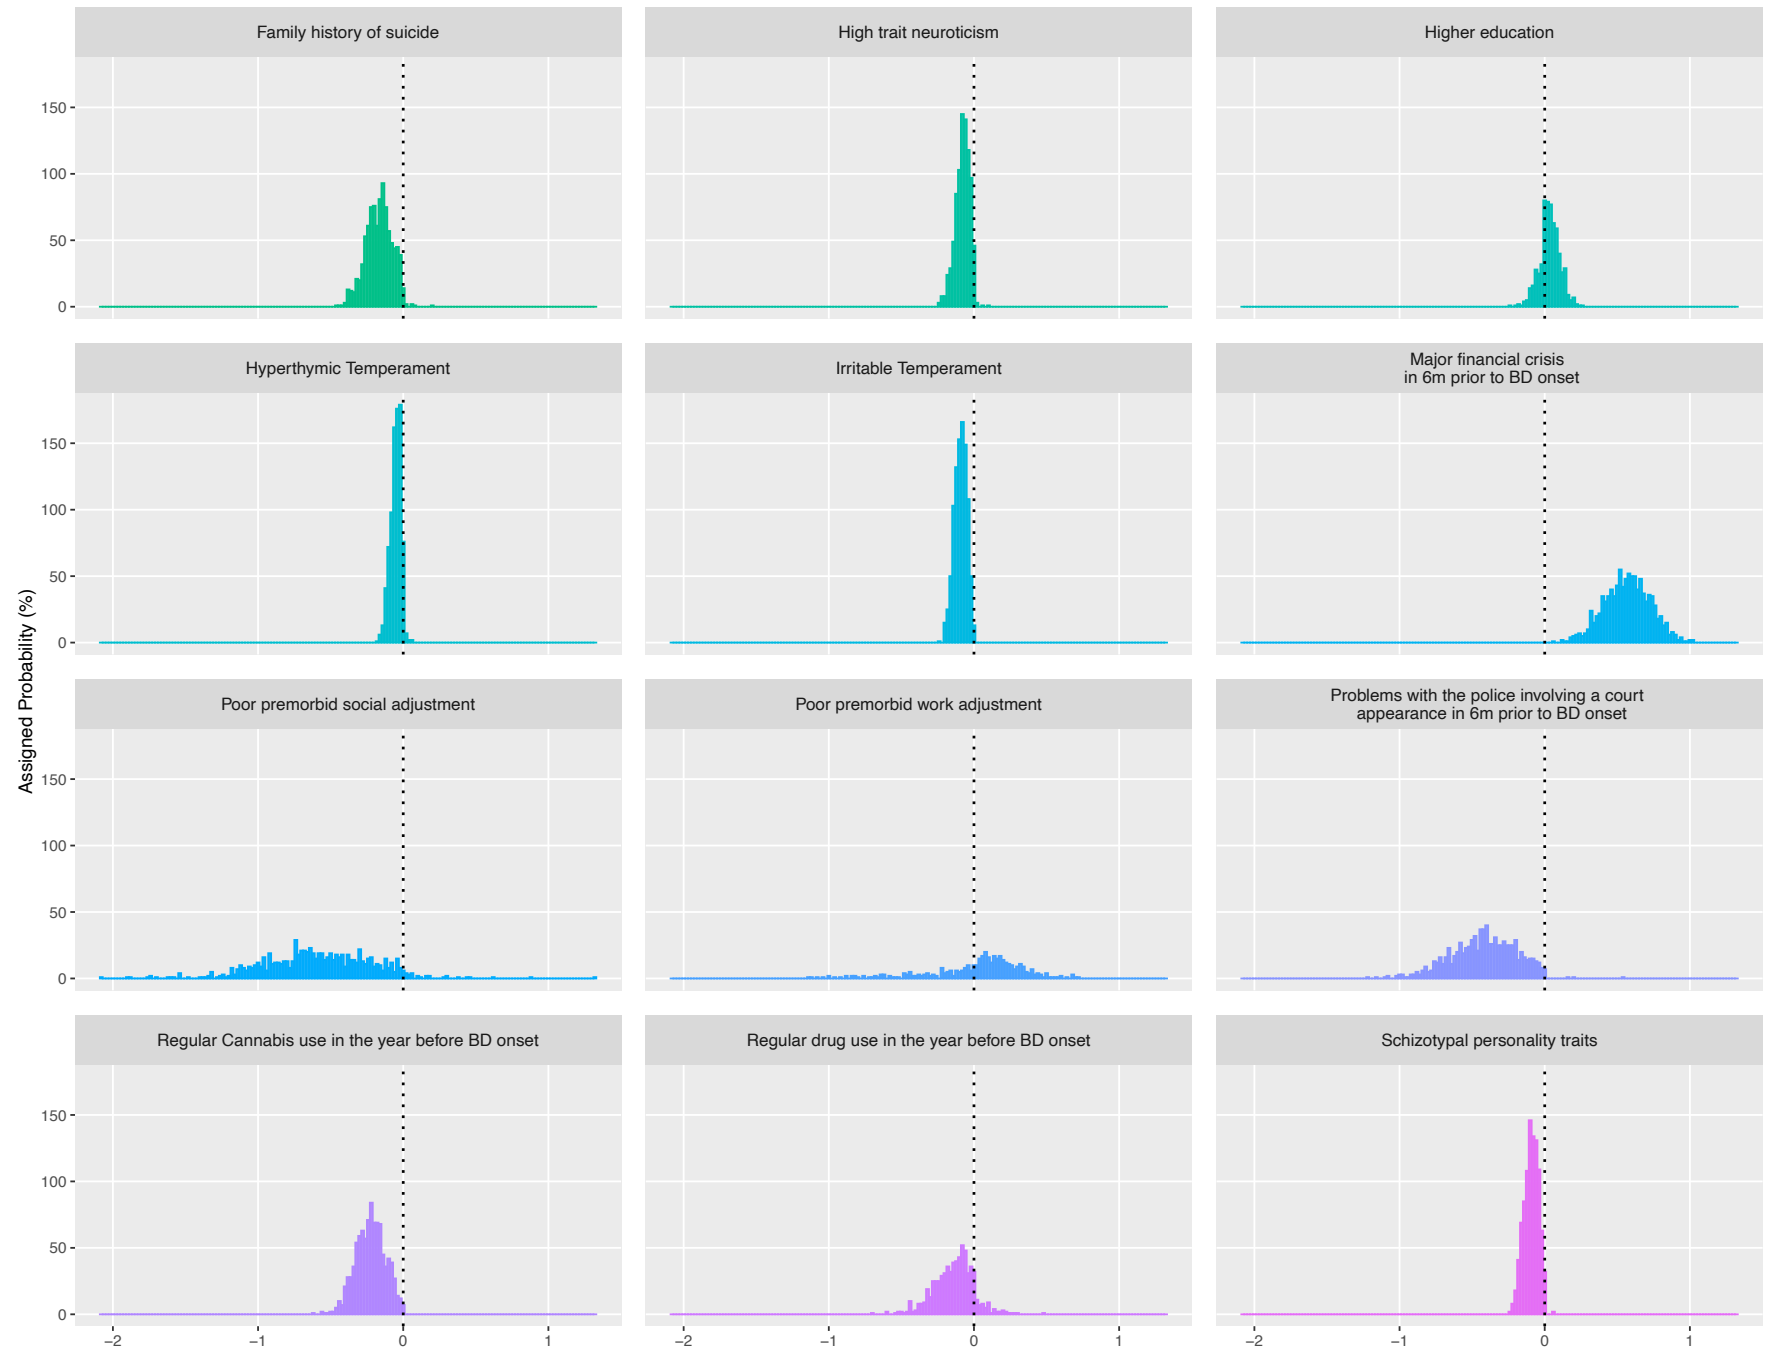 Family history of suicide
High trait neuroticism
Higher education
150
100
50
0
Hyperthymic Temperament
Irritable Temperament
Major financial crisis
in 6m prior to BD onset
150
100
50
0
Assigned Probability (%)
Poor premorbid social adjustment
Poor premorbid work adjustment
Problems with the police involving a court
appearance in 6m prior to BD onset
150
100
50
0
Regular Cannabis use in the year before BD onset
Regular drug use in the year before BD onset
Schizotypal personality traits
150
100
50
0
−2 −1 0 1
−2 −1 0 1
−2 −1 0 1